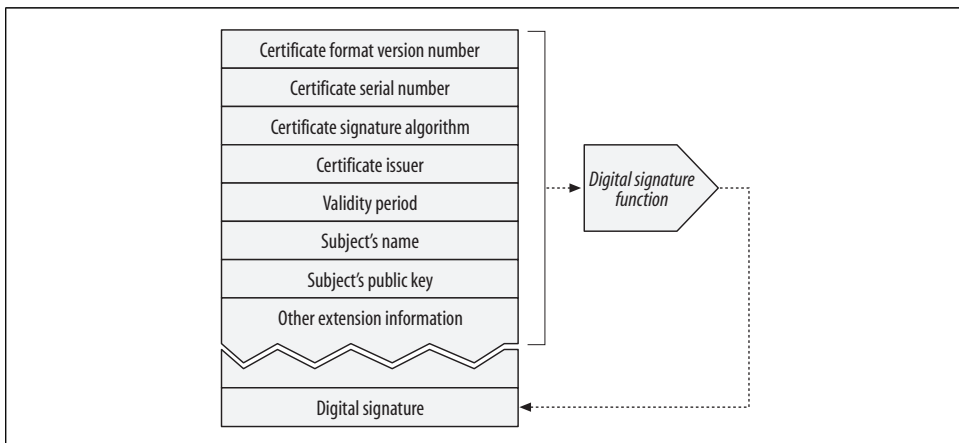 Certificate format version number
Certificate serial number
Certificate signature algorithm
Certificate issuer
Validity period
Subject's name
Subject's public key
Other extension information
Digital signature
function
Digital signature